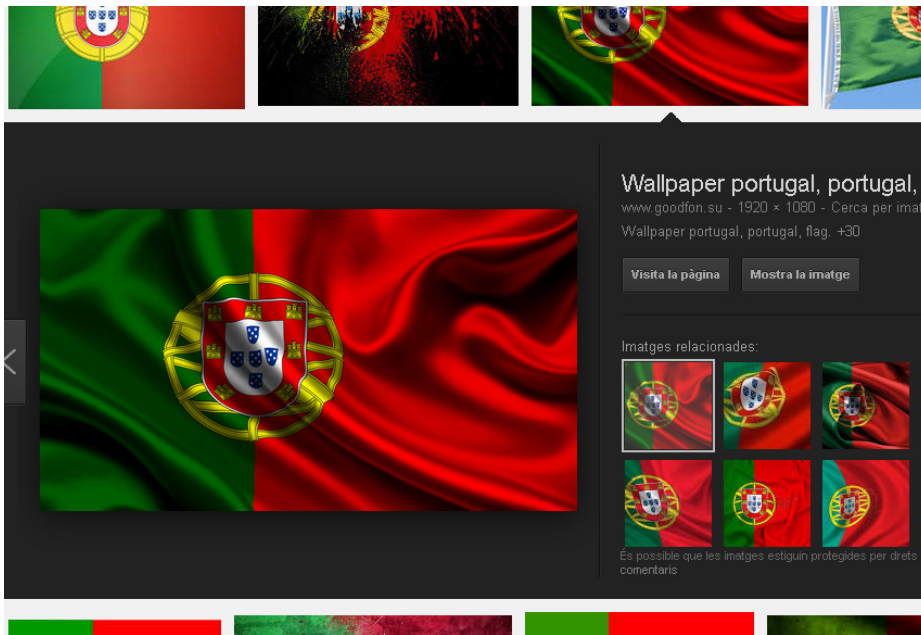 Wallpaper portugal, portugal,
www.goodfon.su - 1920 × 1080 - Cerca per imat
Wallpaper portugal, portugal, flag. +30
Visita la pàgina
Mostra la imatge
Imatges relacionades:
És possible que les imatges estiguin protegides per drets
comentaris